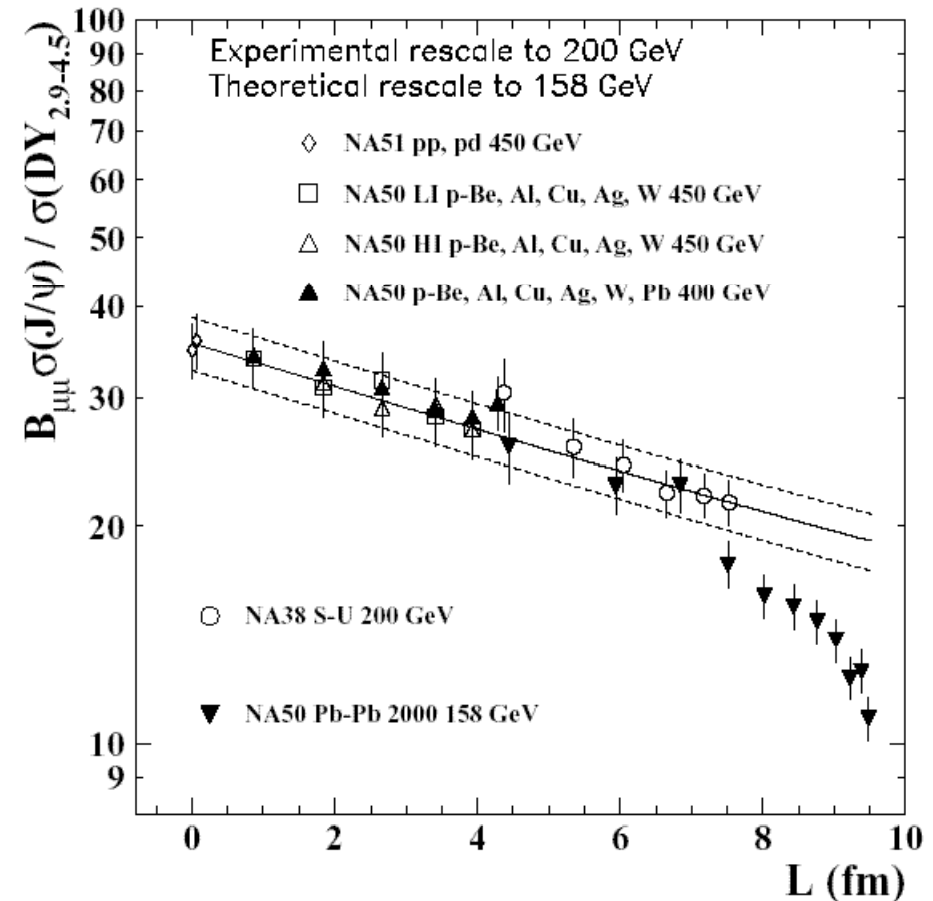 B_μμ σ(J/ψ) / σ(DY_2.9-4.5)
100
90
80
70
60
50
40
30
20
10
9
Experimental rescale to 200 GeV
Theoretical rescale to 158 GeV
NA51 pp, pd 450 GeV
NA50 LI p-Be, Al, Cu, Ag, W 450 GeV
NA50 HI p-Be, Al, Cu, Ag, W 450 GeV
NA50 p-Be, Al, Cu, Ag, W, Pb 400 GeV
NA38 S-U 200 GeV
NA50 Pb-Pb 2000 158 GeV
0 2 4 6 8 10
L (fm)